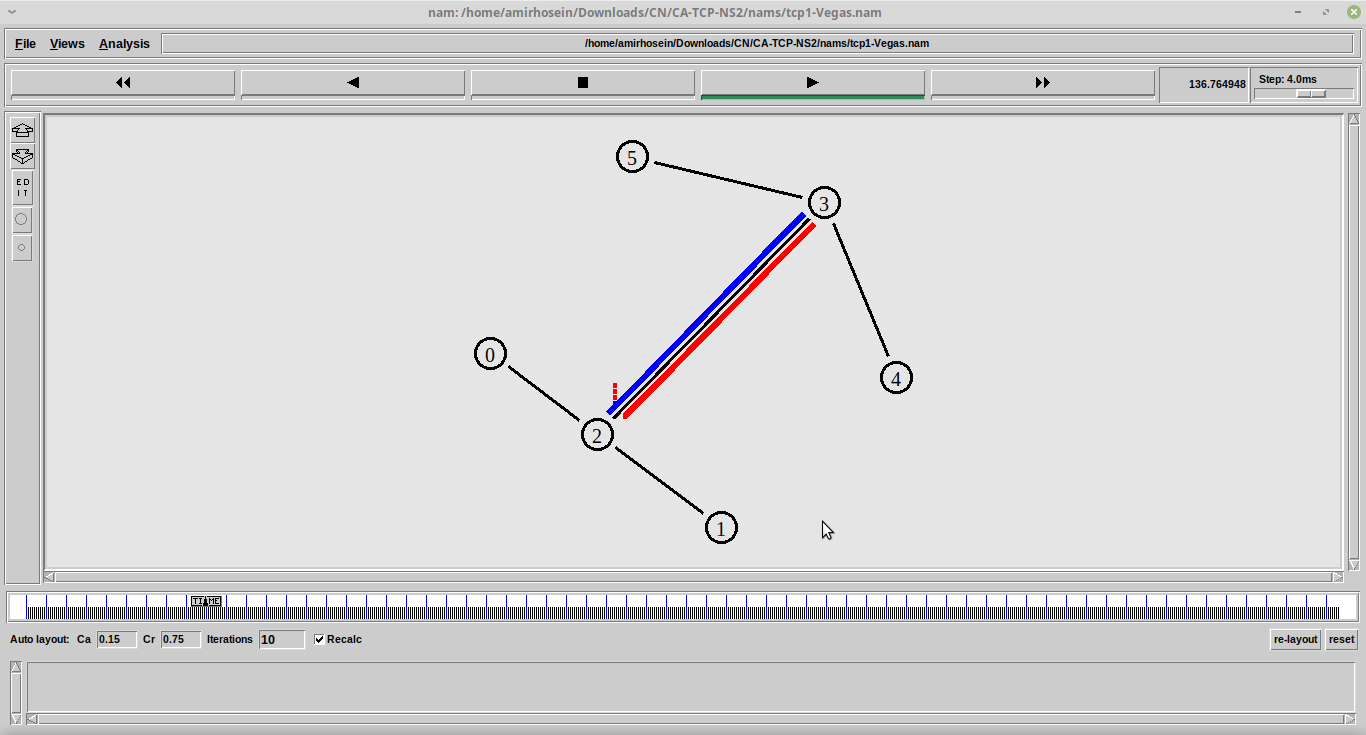 nam: /home/amirhosein/Downloads/CN/CA-TCP-NS2/nams/tcp1-Vegas.nam
File Views Analysis /home/amirhosein/Downloads/CN/CA-TCP-NS2/nams/tcp1-Vegas.nam
136.764948 Step: 4.0ms
ED
IT
5
3
0
4
2
1
TIME
Auto layout: Ca 0.15 Cr 0.75 Iterations 10 Recalc re-layout reset